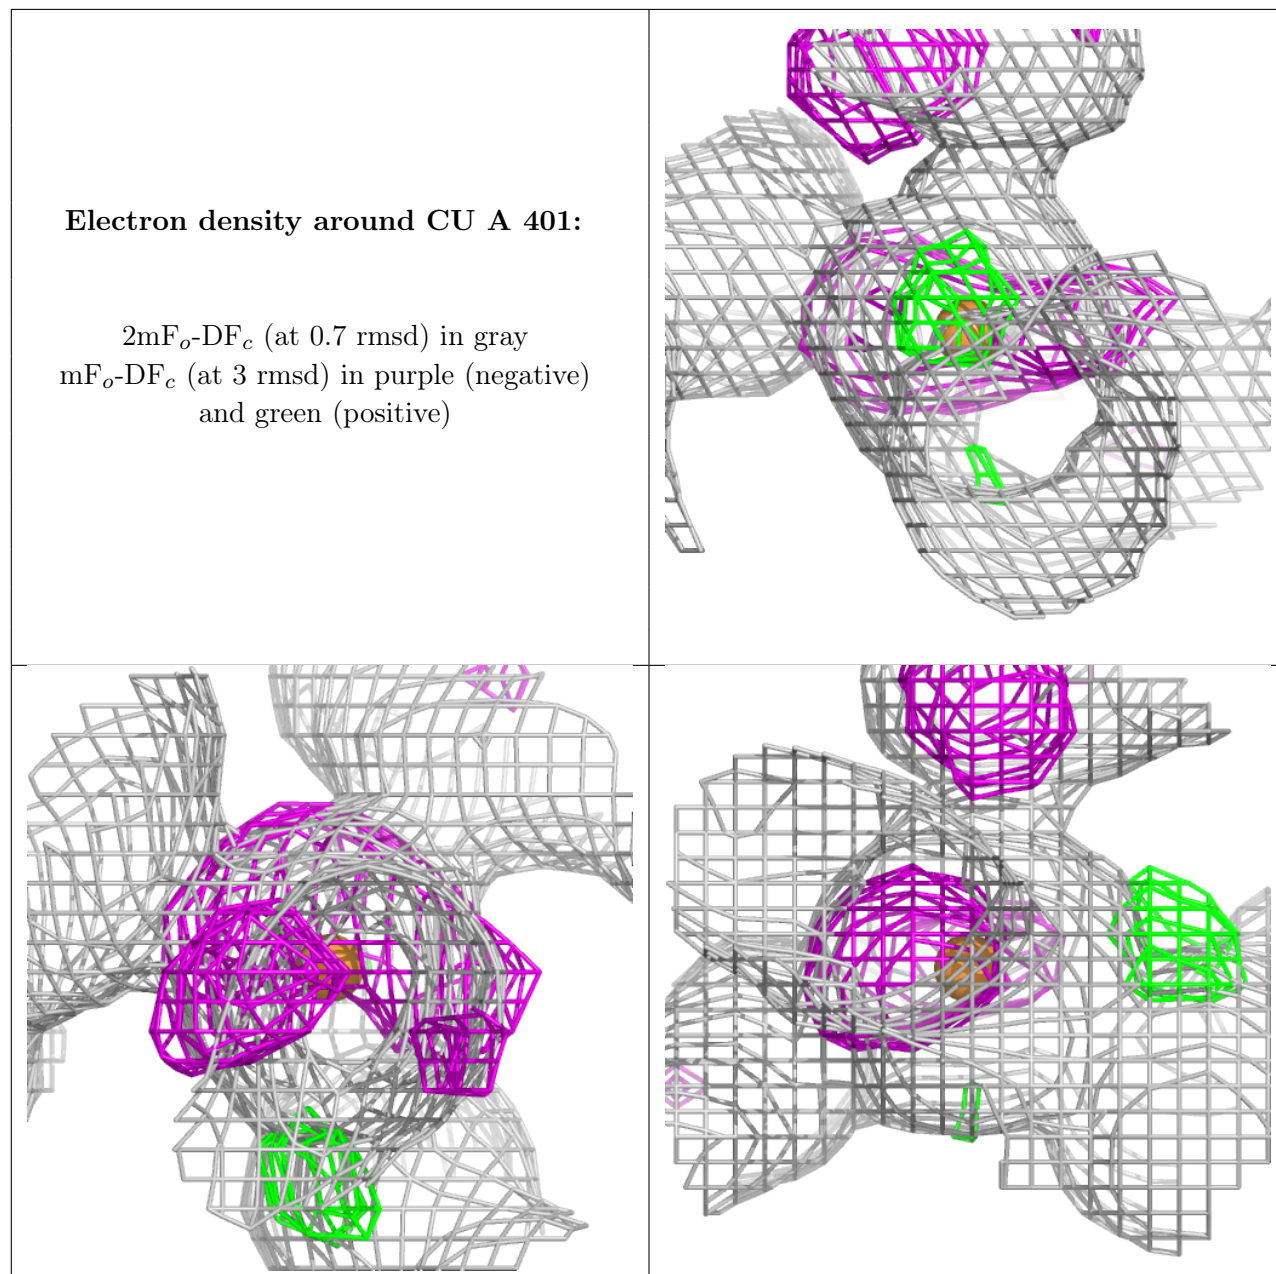 Electron density around CU A 401:
2mFo-DFc (at 0.7 rmsd) in gray
mFo-DFc (at 3 rmsd) in purple (negative)
and green (positive)